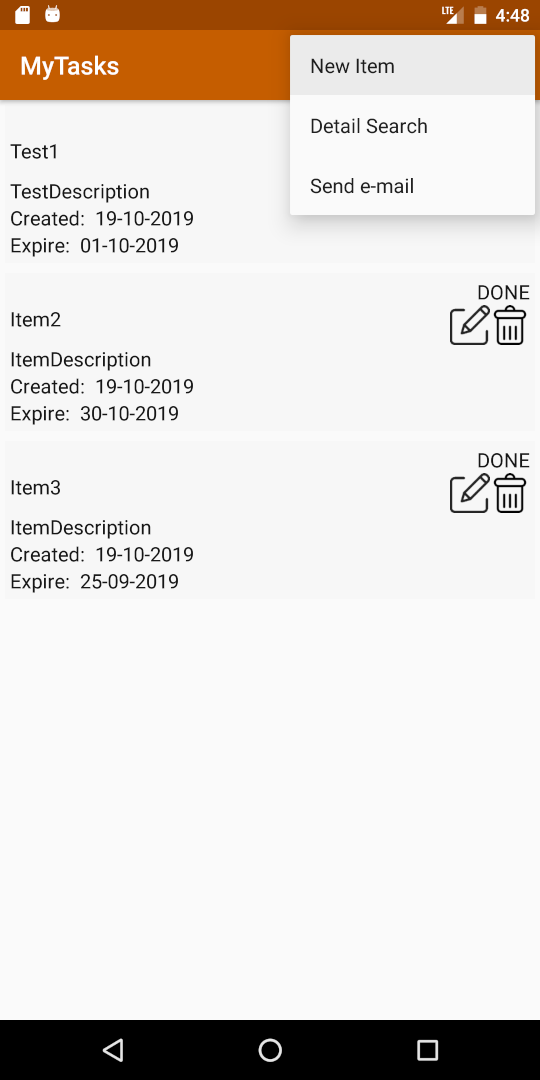 LTE 4:48
MyTasks
New Item
Detail Search
Send e-mail
Test1
TestDescription
Created: 19-10-2019
Expire: 01-10-2019
DONE
Item2
ItemDescription
Created: 19-10-2019
Expire: 30-10-2019
DONE
Item3
ItemDescription
Created: 19-10-2019
Expire: 25-09-2019